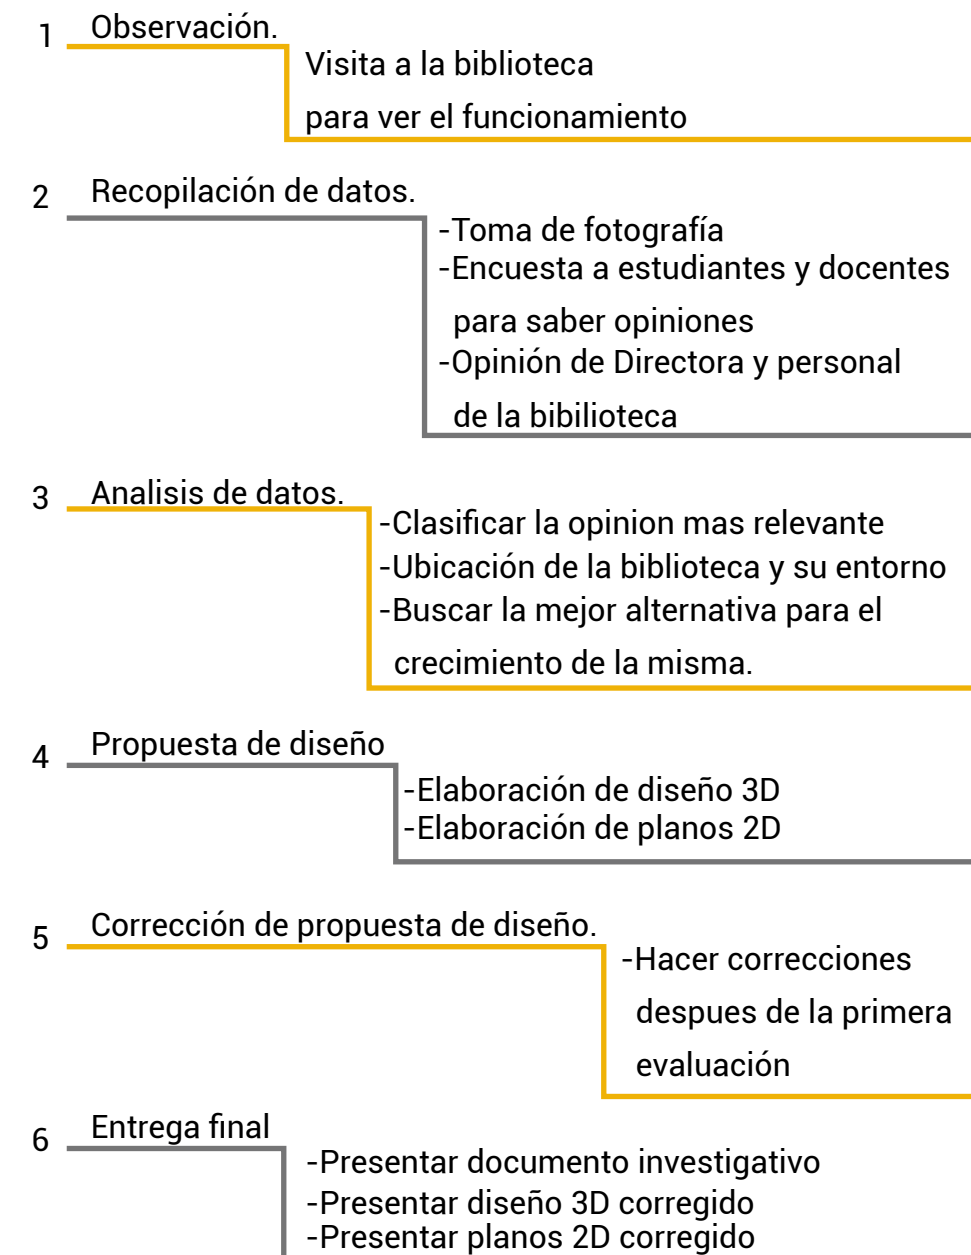 1 Observación.
Visita a la biblioteca
para ver el funcionamiento
2 Recopilación de datos.
-Toma de fotografía
-Encuesta a estudiantes y docentes
para saber opiniones
-Opinión de Directora y personal
de la bibilioteca
3 Analisis de datos.
-Clasificar la opinion mas relevante
-Ubicación de la biblioteca y su entorno
-Buscar la mejor alternativa para el
crecimiento de la misma.
4 Propuesta de diseño
-Elaboración de diseño 3D
-Elaboración de planos 2D
5 Corrección de propuesta de diseño.
-Hacer correcciones
despues de la primera
evaluación
6 Entrega final
-Presentar documento investigativo
-Presentar diseño 3D corregido
-Presentar planos 2D corregido